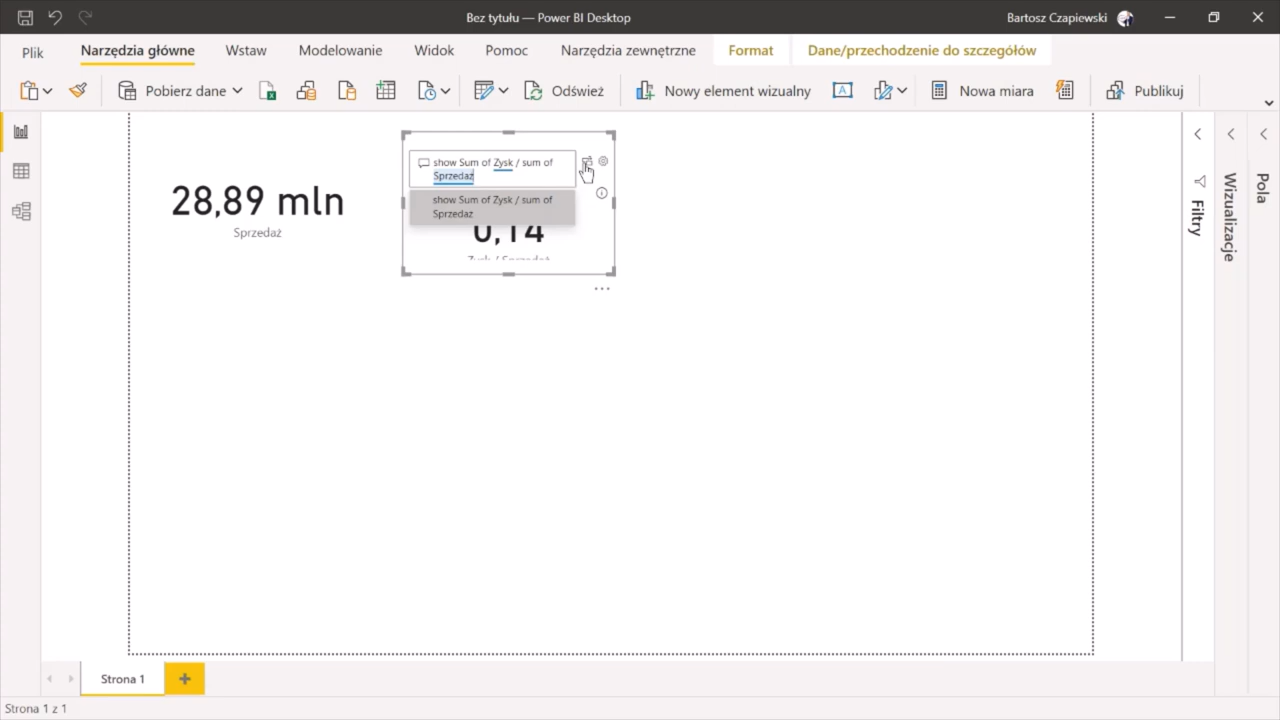 Bez tytułu — Power BI Desktop
Bartosz Czapiewski
Plik
Narzędzia główne
Wstaw
Modelowanie
Widok
Pomoc
Narzędzia zewnętrzne
Format
Dane/przechodzenie do szczegółów
Pobierz dane
Odśwież
Nowy element wizualny
Nowa miara
Publikuj
28,89 mln
Sprzedaż
show Sum of Zysk / sum of
Sprzedaż
show Sum of Zysk / sum of
Sprzedaz
0,14
Zysk / Sprzedaż
Filtry
Wizualizacje
Pola
Strona 1
Strona 1 z 1